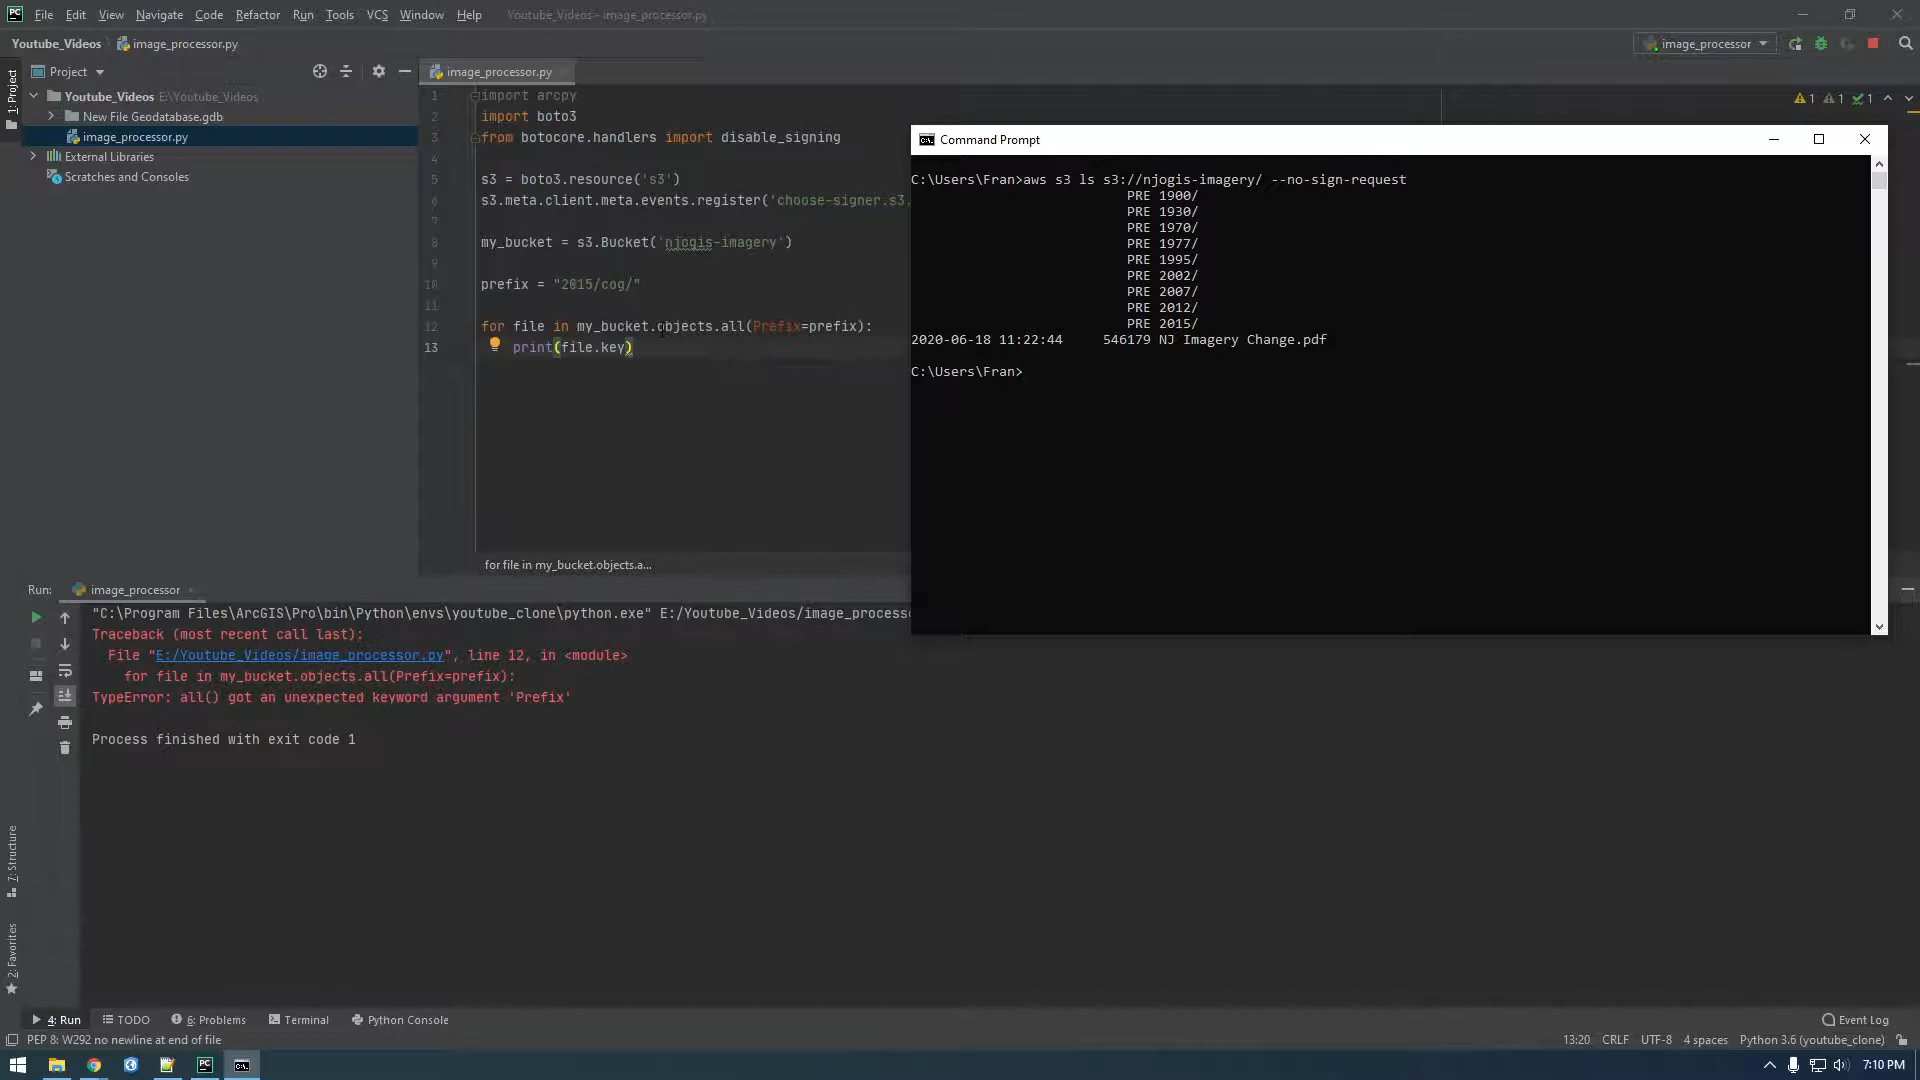 File Edit View Navigate Code Refactor Run Tools VCS Window Help Youtube_Videos - image_processor.py
Youtube_Videos image_processor.py
image_processor
Project
image_processor.py
1: Project
Youtube_Videos E:\Youtube_Videos
New File Geodatabase.gdb
image_processor.py
External Libraries
Scratches and Consoles
1 import arcpy
2 import boto3
3 from botocore.handlers import disable_signing
4
5 s3 = boto3.resource('s3')
6 s3.meta.client.meta.events.register('choose-signer.s3.
7
8 my_bucket = s3.Bucket('njogis-imagery')
9
10 prefix = "2015/cog/"
11
12 for file in my_bucket.objects.all(Prefix=prefix):
13 print(file.key)
for file in my_bucket.objects.a...
1 1 1
Command Prompt
C:\Users\Fran>aws s3 ls s3://njogis-imagery/ --no-sign-request
PRE 1900/
PRE 1930/
PRE 1970/
PRE 1977/
PRE 1995/
PRE 2002/
PRE 2007/
PRE 2012/
PRE 2015/
2020-06-18 11:22:44 546179 NJ Imagery Change.pdf
C:\Users\Fran>
Run: image_processor
"C:\Program Files\ArcGIS\Pro\bin\Python\envs\youtube_clone\python.exe" E:/Youtube_Videos/image_processo
Traceback (most recent call last):
File "E:/Youtube_Videos/image_processor.py", line 12, in <module>
for file in my_bucket.objects.all(Prefix=prefix):
TypeError: all() got an unexpected keyword argument 'Prefix'
Process finished with exit code 1
7: Structure
2: Favorites
4: Run TODO 6: Problems Terminal Python Console Event Log
PEP 8: W292 no newline at end of file 13:20 CRLF UTF-8 4 spaces Python 3.6 (youtube_clone)
7:10 PM